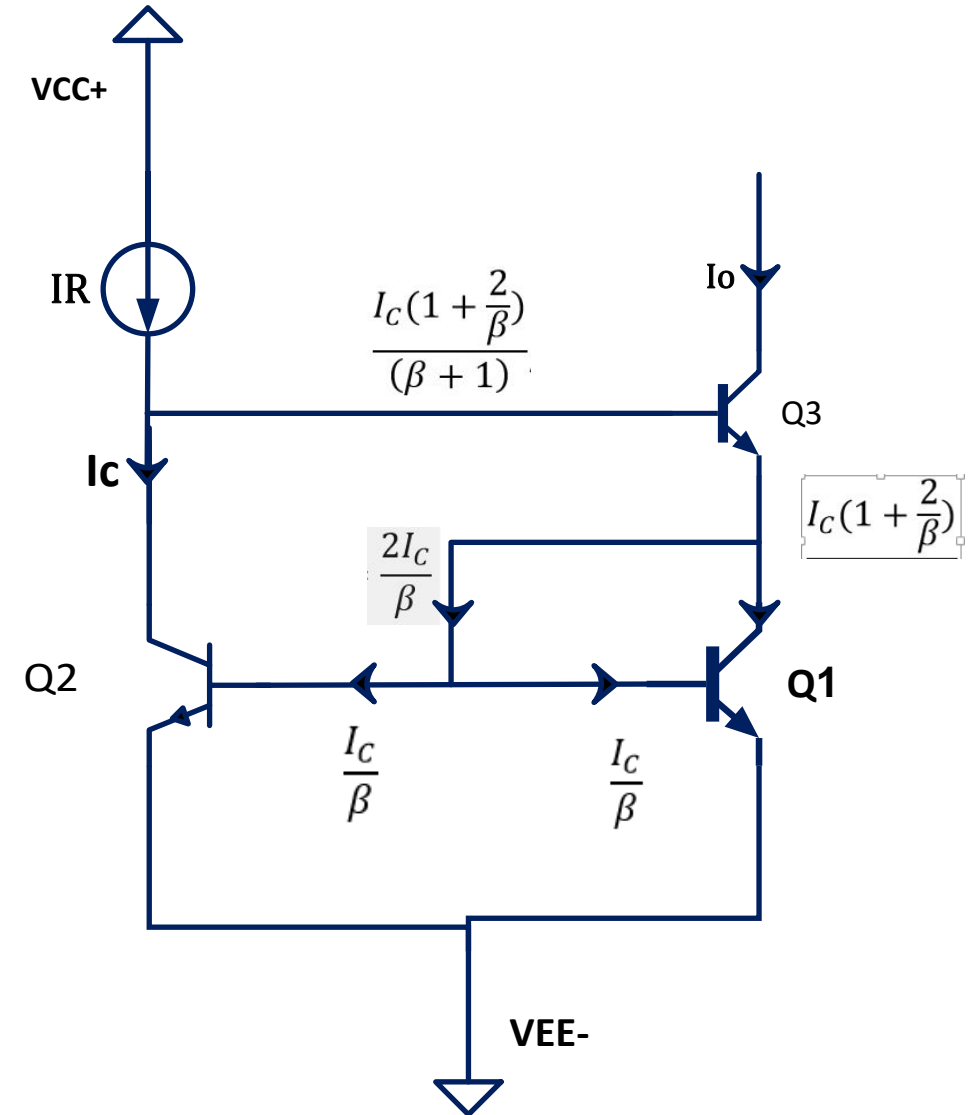 VCC+
IR
Io
I_C(1 + 2/β)
(β + 1)
Q3
Ic
I_C(1 + 2/β)
2I_C
β
Q2
Q1
I_C
β
I_C
β
VEE-